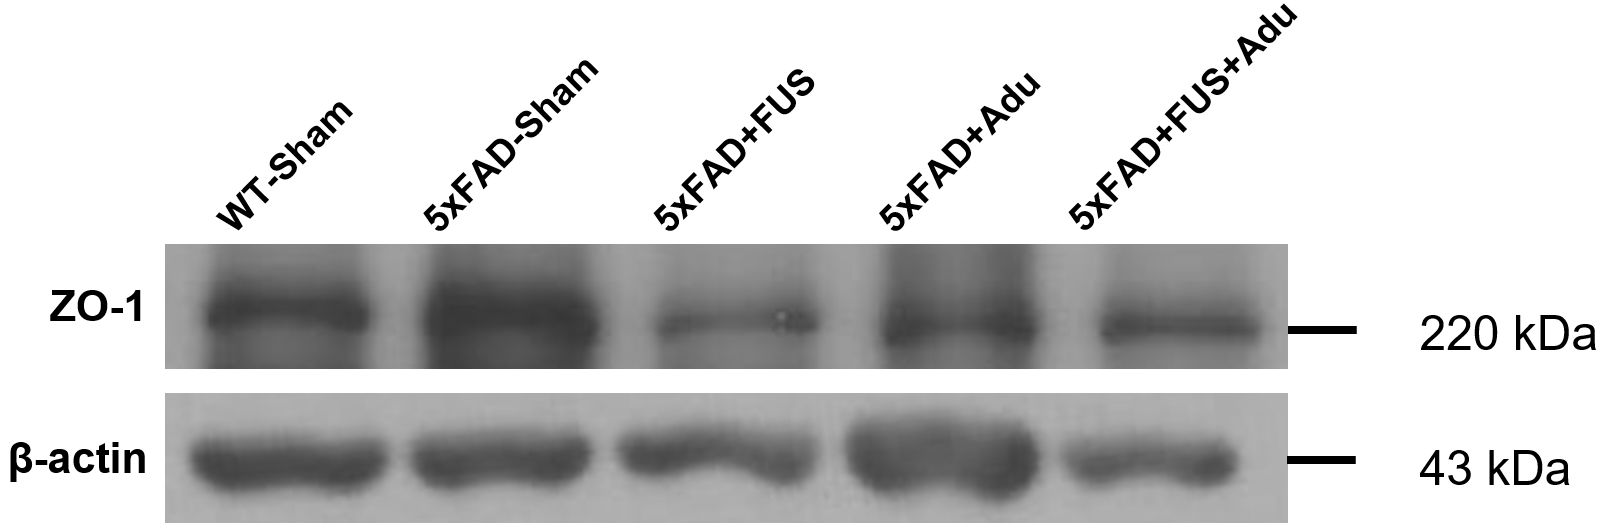 WT-Sham
5xFAD-Sham
5xFAD+FUS
5xFAD+Adu
5xFAD+FUS+Adu
ZO-1
220 kDa
β-actin
43 kDa